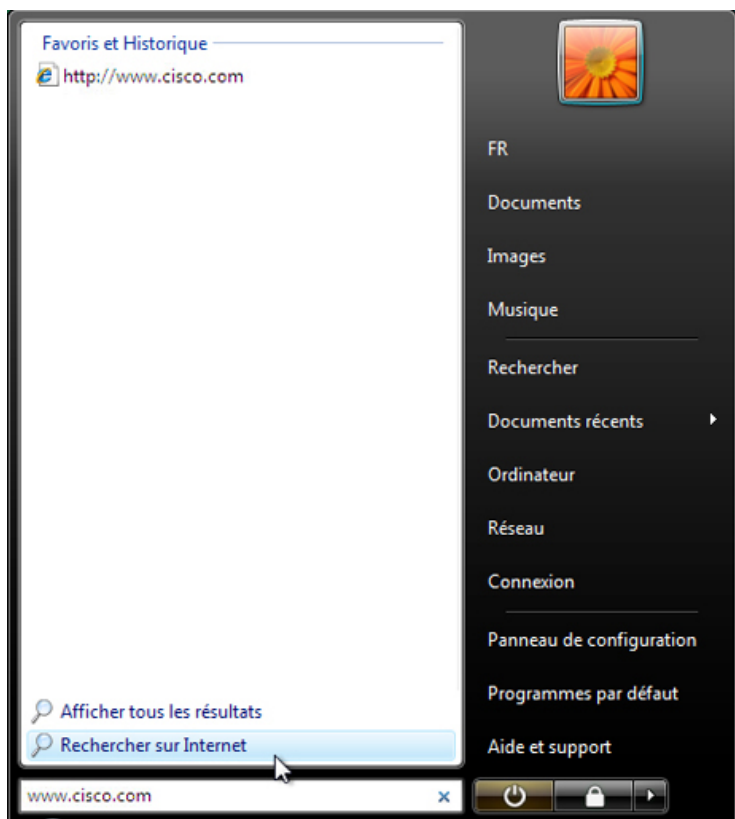 Favoris et Historique
http://www.cisco.com
Afficher tous les résultats
Rechercher sur Internet
www.cisco.com
FR
Documents
Images
Musique
Rechercher
Documents récents
Ordinateur
Réseau
Connexion
Panneau de configuration
Programmes par défaut
Aide et support